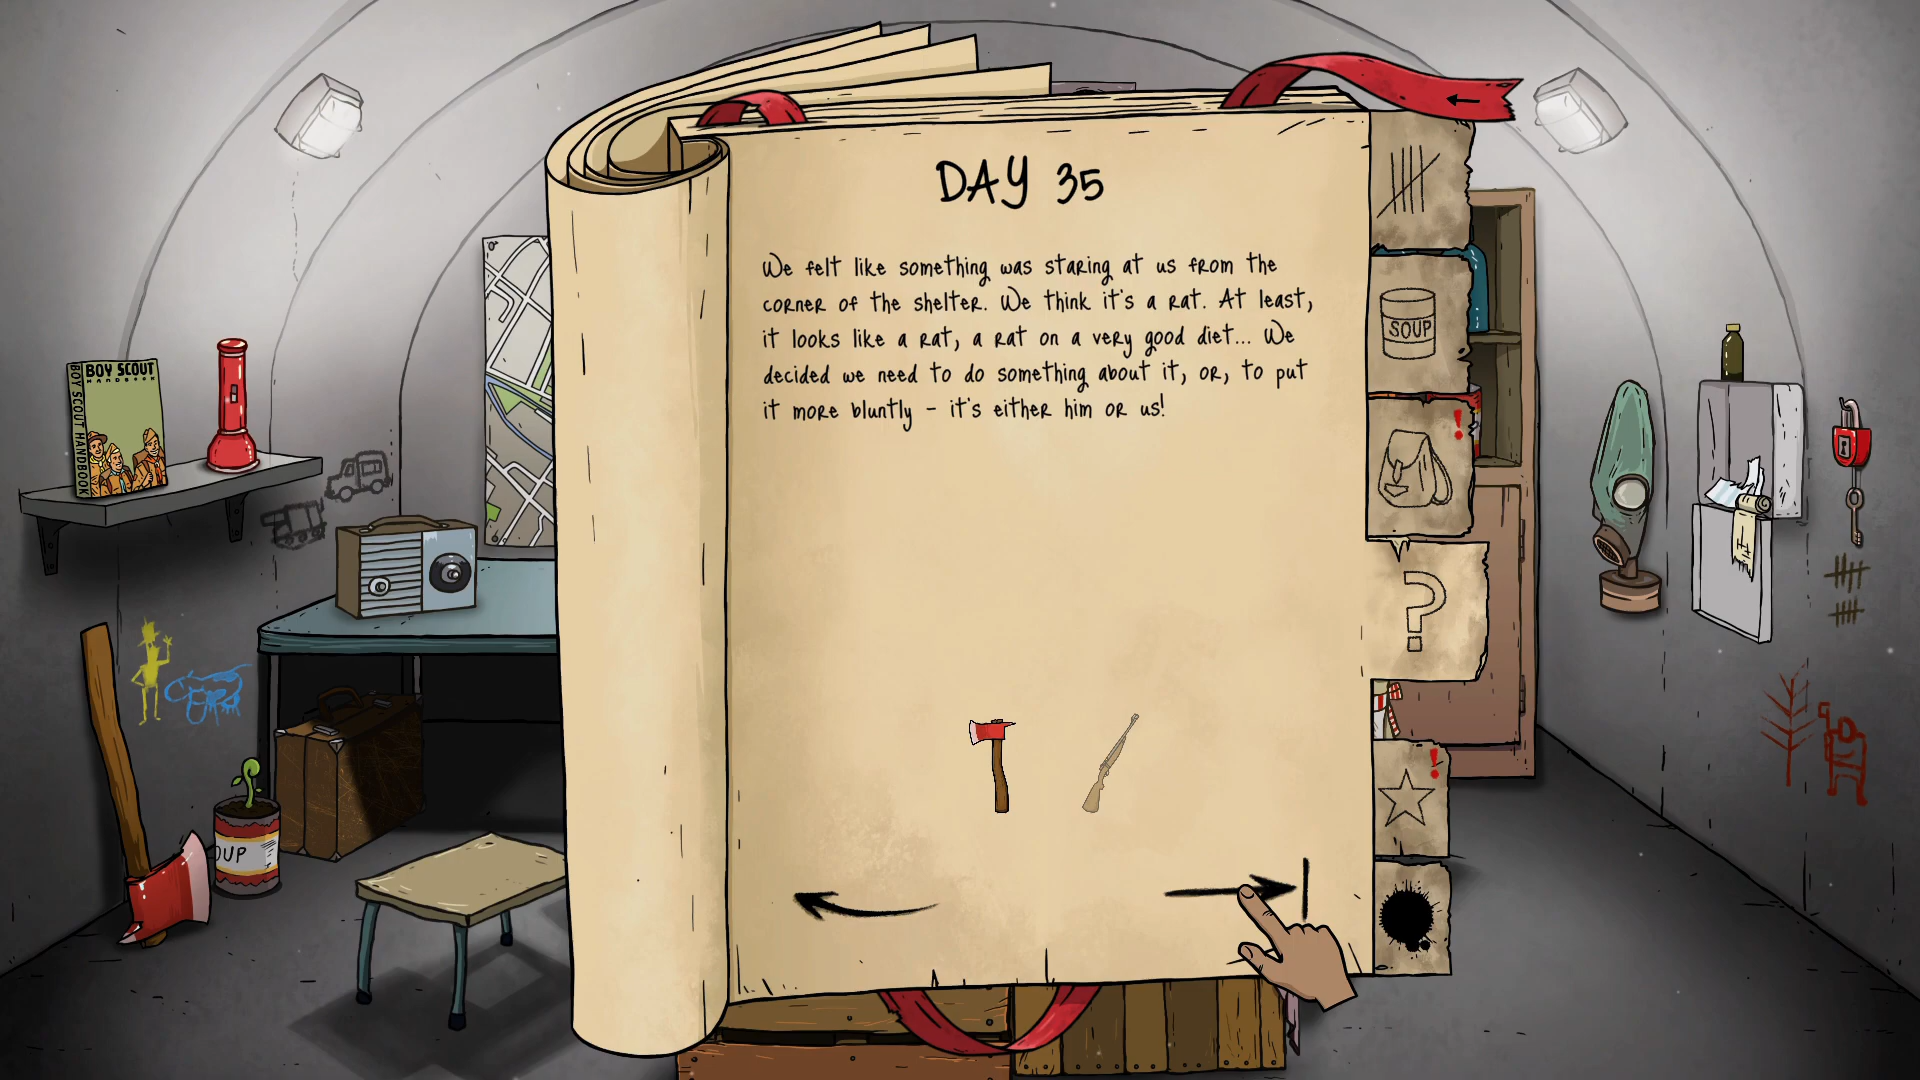 DAY 35
We felt like something was staring at us from the
corner of the shelter. We think it's a rat. At least,
it looks like a rat, a rat on a very good diet... We
decided we need to do something about it, or, to put
it more bluntly - it's either him or us!
SOUP
BOY SCOUT
HANDBOOK
BOY SCOUT HANDBOOK
OUP